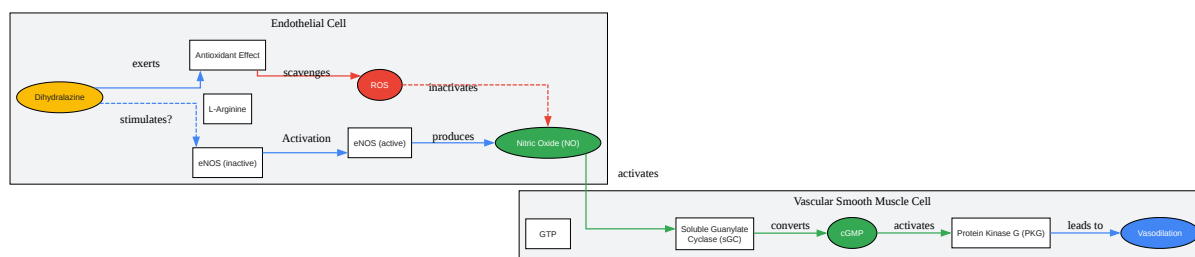 Endothelial Cell
Antioxidant Effect
exerts
scavenges
ROS
inactivates
Dihydralazine
L-Arginine
stimulates?
Activation
eNOS (active)
produces
Nitric Oxide (NO)
eNOS (inactive)
activates
Vascular Smooth Muscle Cell
GTP
Soluble Guanylate
Cyclase (sGC)
converts
cGMP
activates
Protein Kinase G (PKG)
leads to
Vasodilation